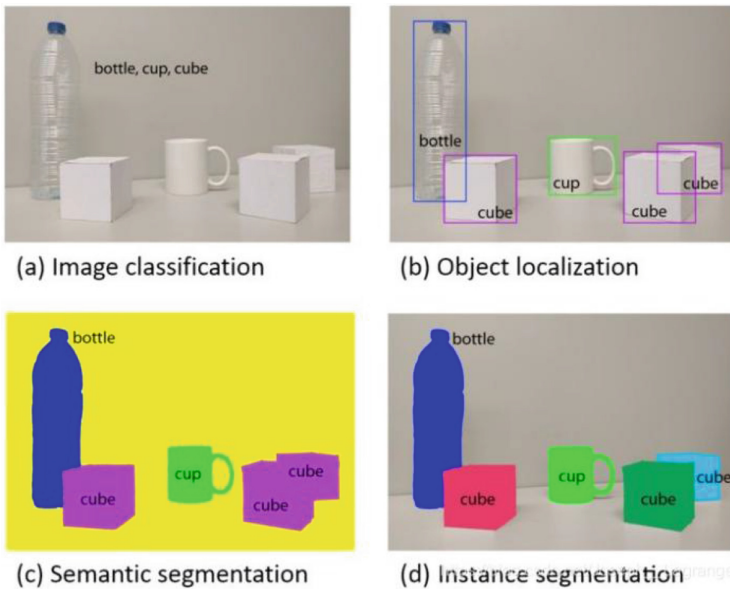 bottle, cup, cube
bottle
cube
cup
cube
cube
(a) Image classification
(b) Object localization
bottle
cube
cup
cube
cube
bottle
cube
cup
cube
cube
(c) Semantic segmentation
(d) Instance segmentation